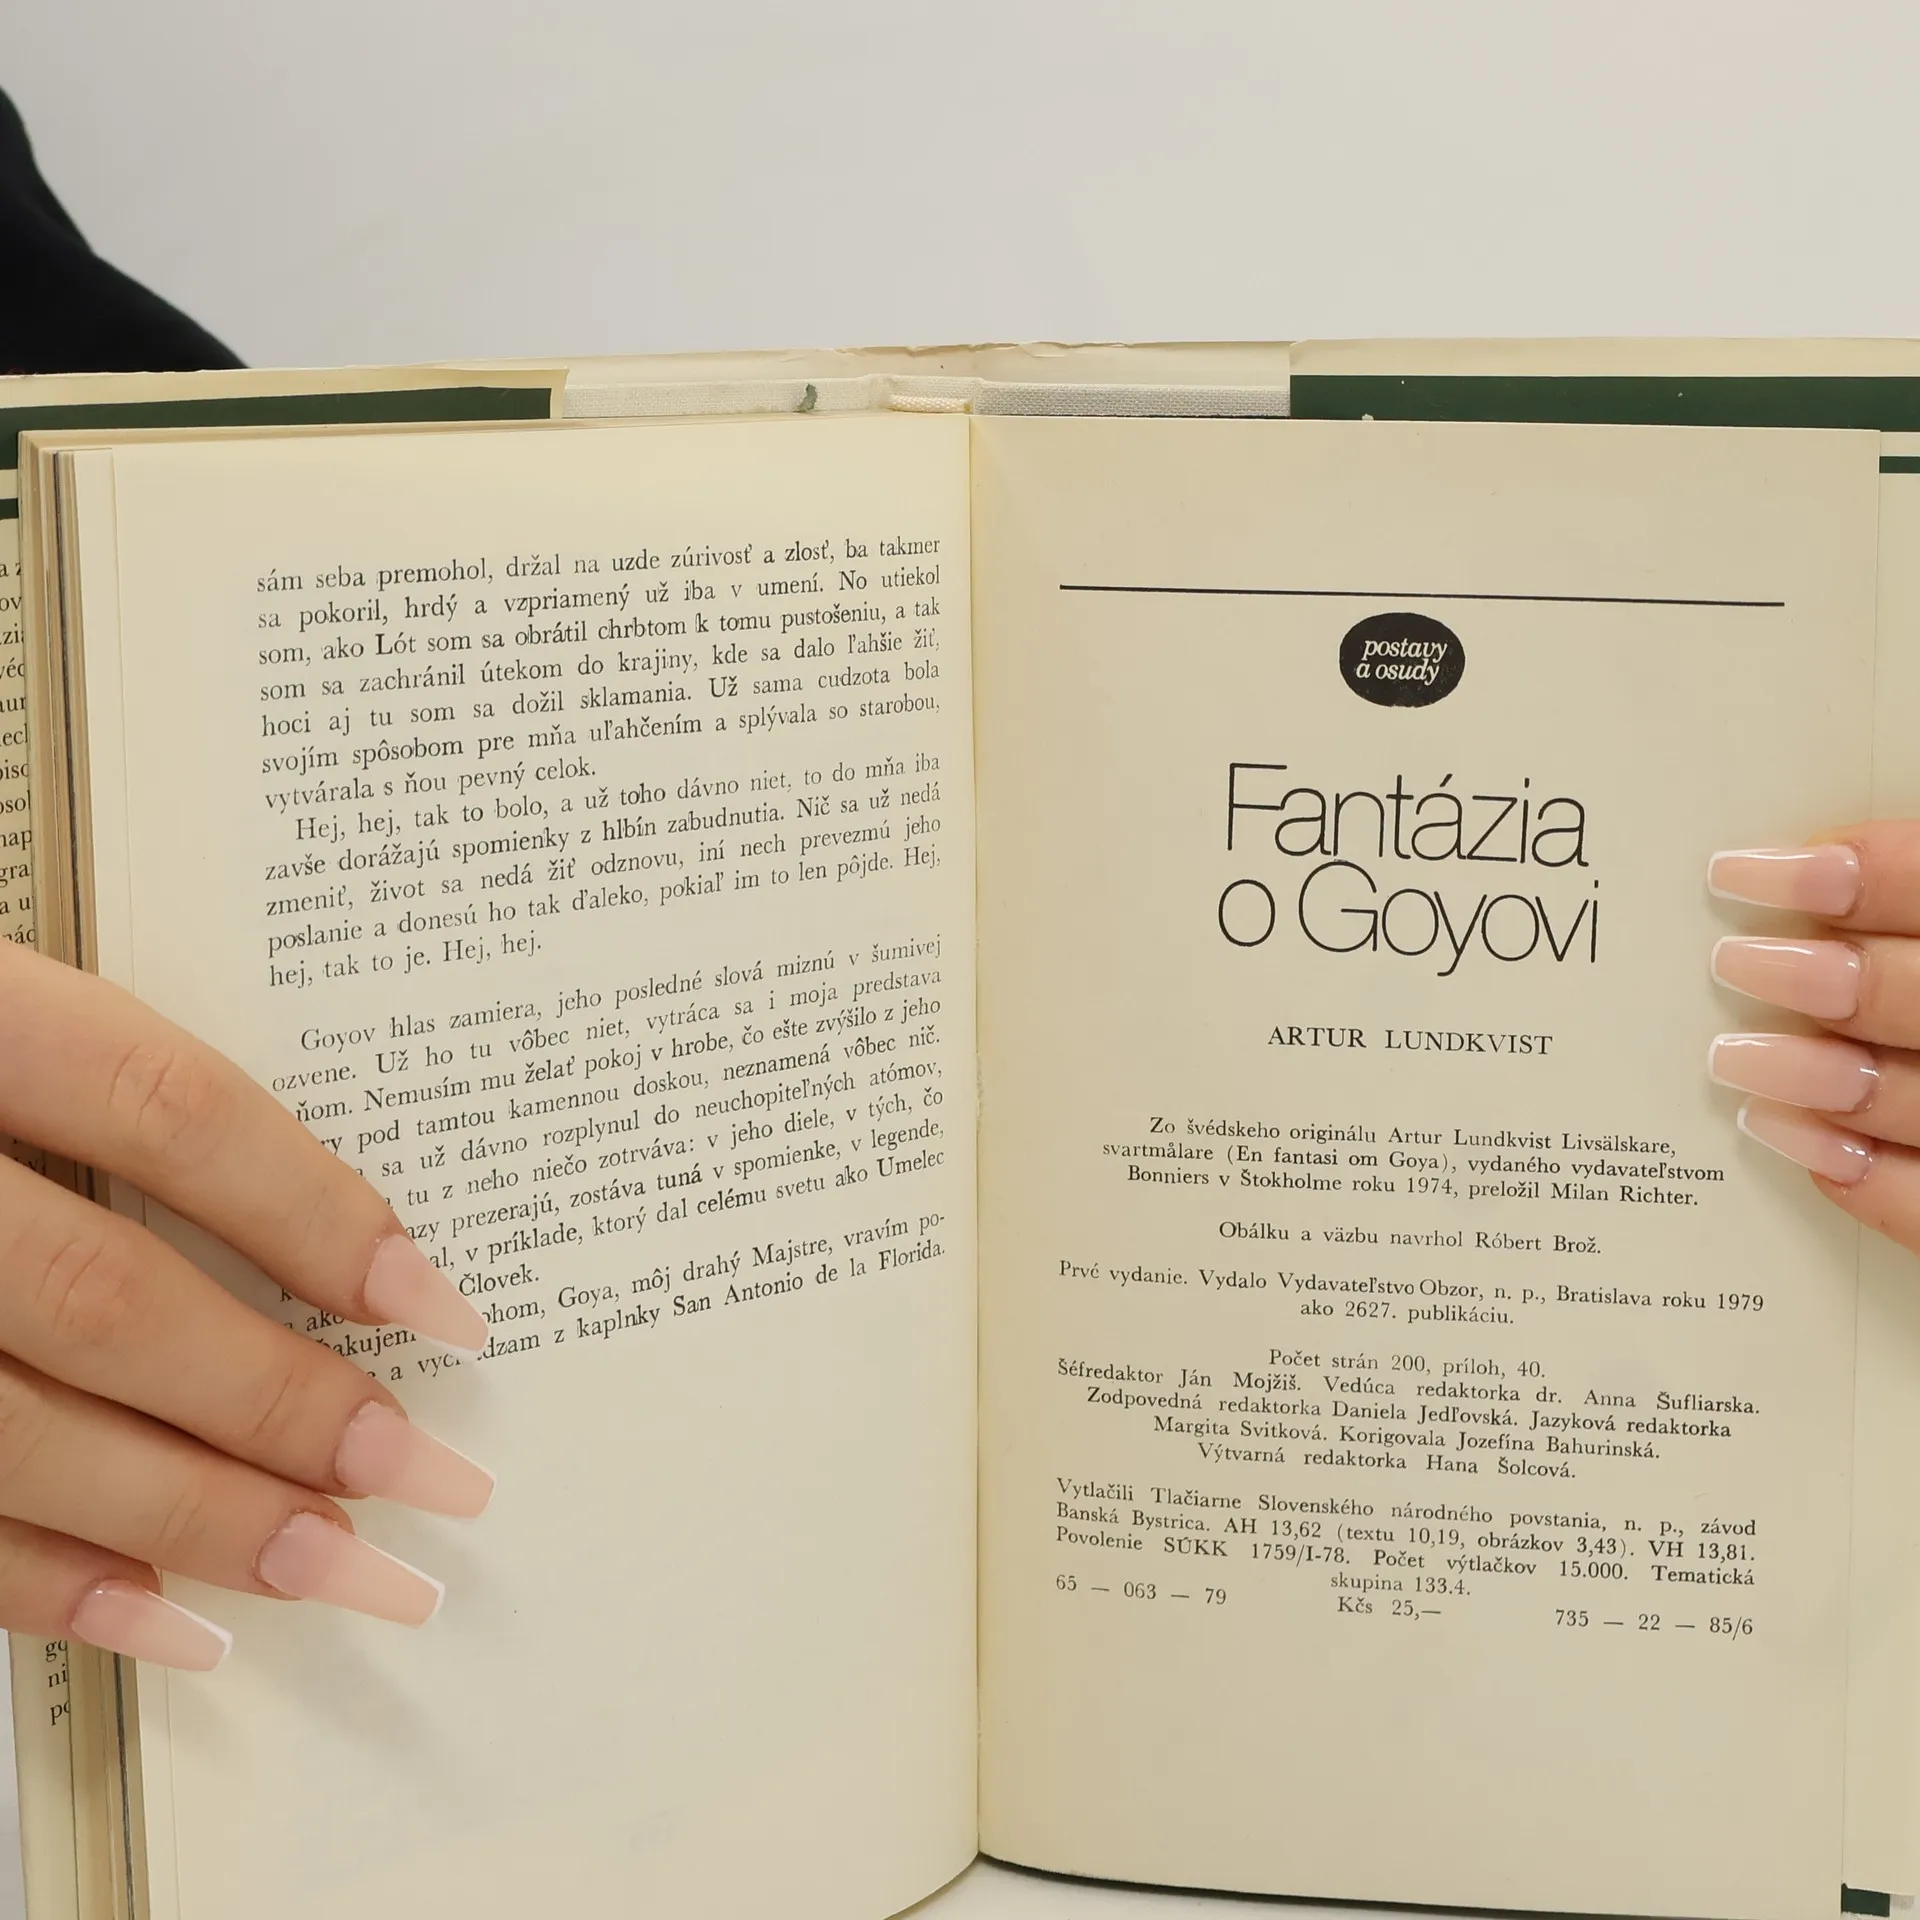 sám seba premohol, držal na uzde zúrivosť a zlosť, ba takmer
sa pokoril, hrdý a vzpriamený už iba v umení. No utiekol
som, ako Lót som sa obrátil chrbtom k tomu pustošeniu, a tak
som sa zachránil útekom do krajiny, kde sa dalo ľahšie žiť,
hoci aj tu som sa dožil sklamania. Už sama cudzota bola
svojím spôsobom pre mňa uľahčením a splývala so starobou,
vytvárala s ňou pevný celok.
Hej, hej, tak to bolo, a už toho dávno niet, to do mňa iba
zavše dorážajú spomienky z hlbín zabudnutia. Nič sa už nedá
zmeniť, život sa nedá žiť odznovu, iní nech prevezmú jeho
poslanie a donesú ho tak ďaleko, pokiaľ im to len pôjde. Hej,
hej, tak to je. Hej, hej.
Goyov hlas zamiera, jeho posledné slová miznú v šumivej
ozvene. Už ho tu vôbec niet, vytráca sa i moja predstava
ňom. Nemusím mu želať pokoj v hrobe, čo ešte zvýšilo z jeho
pod tamtou kamennou doskou, neznamená vôbec nič.
sa už dávno rozplynul do neuchopiteľných atómov,
tu z neho niečo zotrváva: v jeho diele, v tých, čo
prezerajú, zostáva tuná v spomienke, v legende,
v príklade, ktorý dal celému svetu ako Umelec
Človek.
Goya, môj drahý Majstre, vravím po-
a z kaplnky San Antonio de la Florida.
postavy
a osudy
Fantázia
o Goyovi
ARTUR LUNDKVIST
Zo švédskeho originálu Artur Lundkvist Livsälskare,
svartmålare (En fantasi om Goya), vydaného vydavateľstvom
Bonniers v Štokholme roku 1974, preložil Milan Richter.
Obálku a väzbu navrhol Róbert Brož.
Prvé vydanie. Vydalo Vydavateľstvo Obzor, n. p., Bratislava roku 1979
ako 2627. publikáciu.
Počet strán 200, príloh, 40.
Šéfredaktor Ján Mojžiš. Vedúca redaktorka dr. Anna Šufliarska.
Zodpovedná redaktorka Daniela Jedľovská. Jazyková redaktorka
Margita Svitková. Korigovala Jozefína Bahurinská.
Výtvarná redaktorka Hana Šolcová.
Vytlačili Tlačiarne Slovenského národného povstania, n. p., závod
Banská Bystrica. AH 13,62 (textu 10,19, obrázkov 3,43). VH 13,81.
Povolenie SÚKK 1759/I-78. Počet výtlačkov 15.000. Tematická
skupina 133.4.
65 — 063 — 79 Kčs 25,— 735 — 22 — 85/6